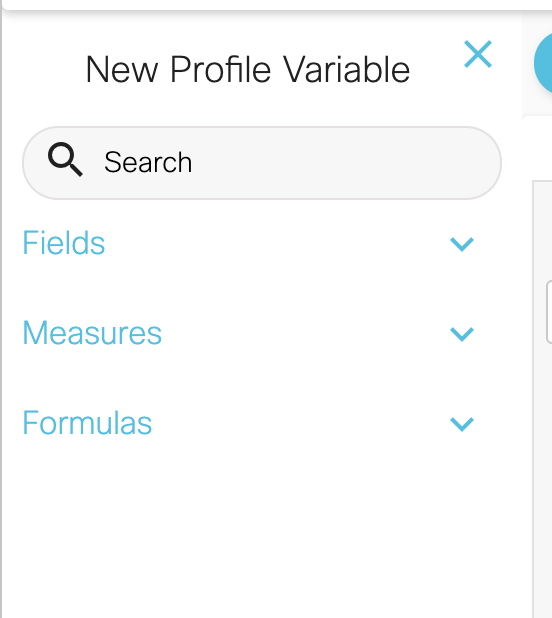 New Profile Variable
Search
Fields
Measures
Formulas